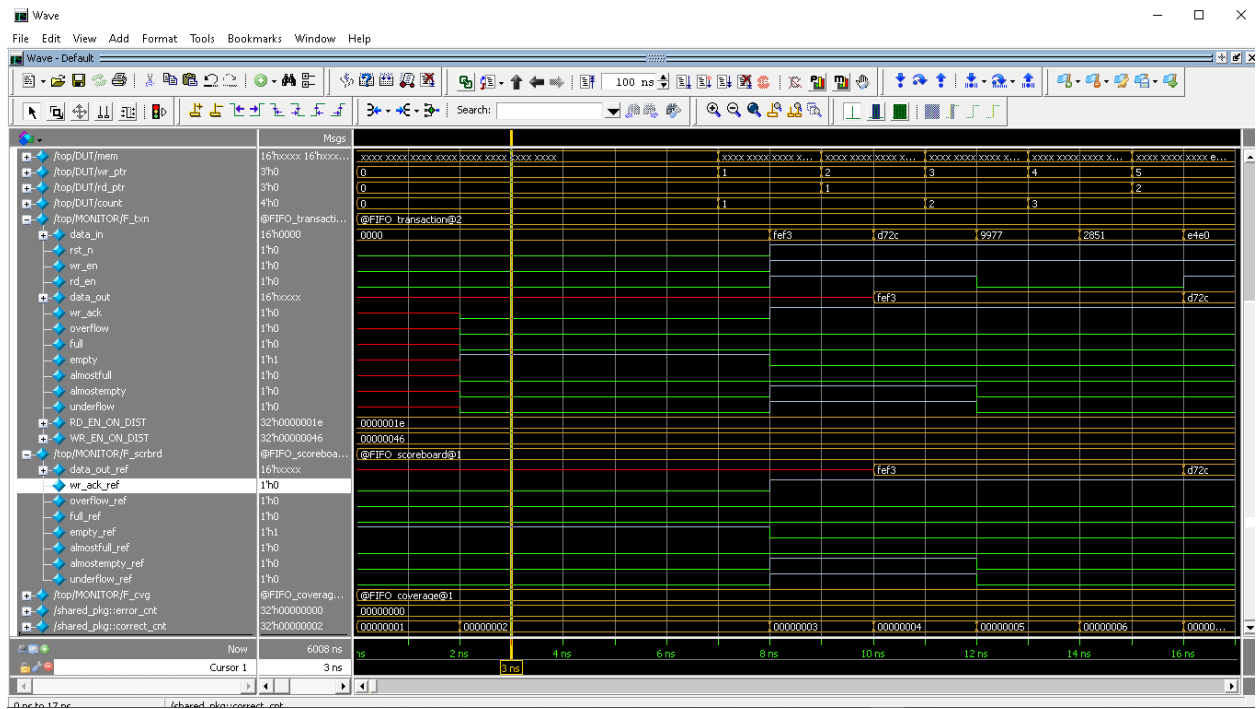 Wave
File Edit View Add Format Tools Bookmarks Window Help
Wave - Default
100 ns
Search:
Msgs
/top/DUT/mem 16'hxxxx 16'hxxx... xxxx xxxx xxxx xxxx xxxx xxxx xxxx xxxx xxxx xxxx xxxx x... xxxx xxxx xxxx x... xxxx xxxx xxxx x... xxxx xxxx xxxx x... xxxx xxxx xxxx e...
/top/DUT/wr_ptr 3'h0 0 1 2 3 4 5
/top/DUT/rd_ptr 3'h0 0 1 2
/top/DUT/count 4'h0 0 1 2 3
/top/MONITOR/F_txn @FIFO_transacti... @FIFO_transaction@2
data_in 16'h0000 0000 fef3 d72c 9977 2851 e4e0
rst_n 1'h0
wr_en 1'h0
rd_en 1'h0
data_out 16'hxxxx fef3 d72c
wr_ack 1'h0
overflow 1'h0
full 1'h0
empty 1'h1
almostfull 1'h0
almostempty 1'h0
underflow 1'h0
RD_EN_ON_DIST 32'h0000001e 0000001e
WR_EN_ON_DIST 32'h00000046 00000046
/top/MONITOR/F_scrbrd @FIFO_scoreboa... @FIFO_scoreboard@1
data_out_ref 16'hxxxx fef3 d72c
wr_ack_ref 1'h0
overflow_ref 1'h0
full_ref 1'h0
empty_ref 1'h1
almostfull_ref 1'h0
almostempty_ref 1'h0
underflow_ref 1'h0
/top/MONITOR/F_cvg @FIFO_coverag... @FIFO_coverage@1
/shared_pkg::error_cnt 32'h00000000 00000000
/shared_pkg::correct_cnt 32'h00000002 00000001 00000002 00000003 00000004 00000005 00000006 00000...
Now 6008 ns ns 2 ns 4 ns 6 ns 8 ns 10 ns 12 ns 14 ns 16 ns
Cursor 1 3 ns 3 ns
0 ns to 17 ns /shared_pkg::correct_cnt